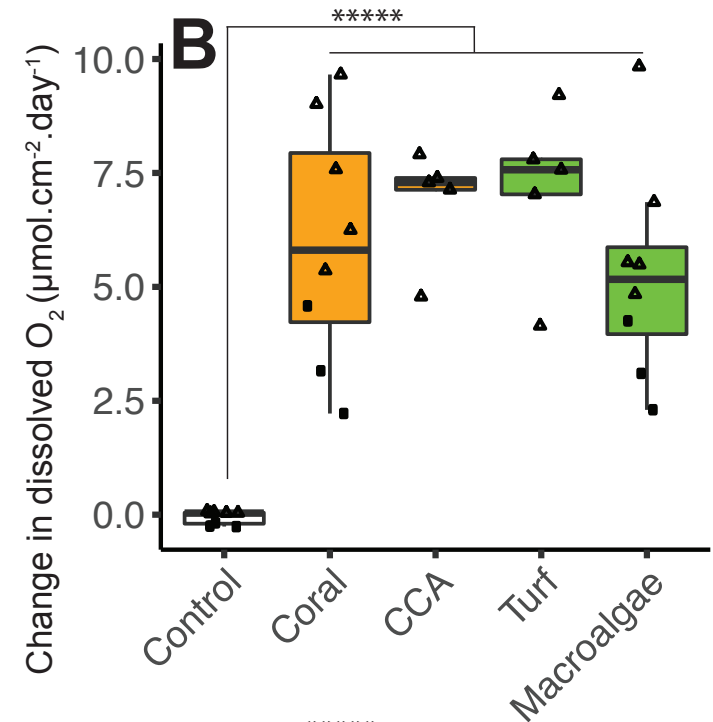 *****
B
Change in dissolved O2 (µmol.cm-2.day-1)
10.0
7.5
5.0
2.5
0.0
Control
Coral
CCA
Turf
Macroalgae